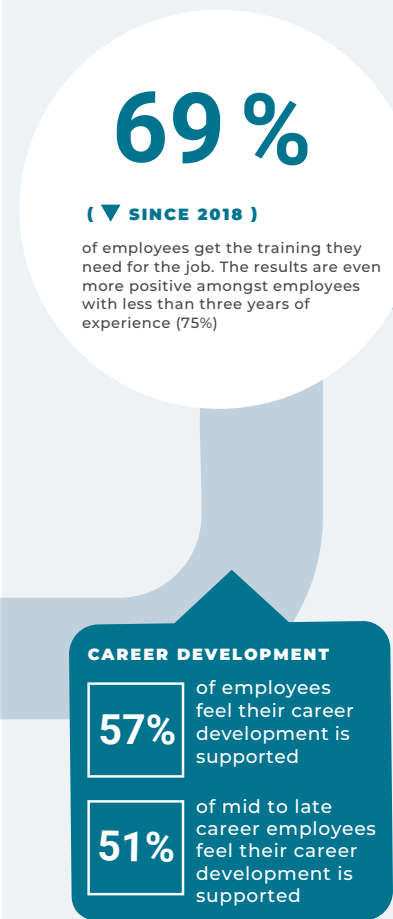 69 %
( ▼ SINCE 2018 )
of employees get the training they
need for the job. The results are even
more positive amongst employees
with less than three years of
experience (75%)
CAREER DEVELOPMENT
57%
of employees
feel their career
development is
supported
51%
of mid to late
career employees
feel their career
development is
supported